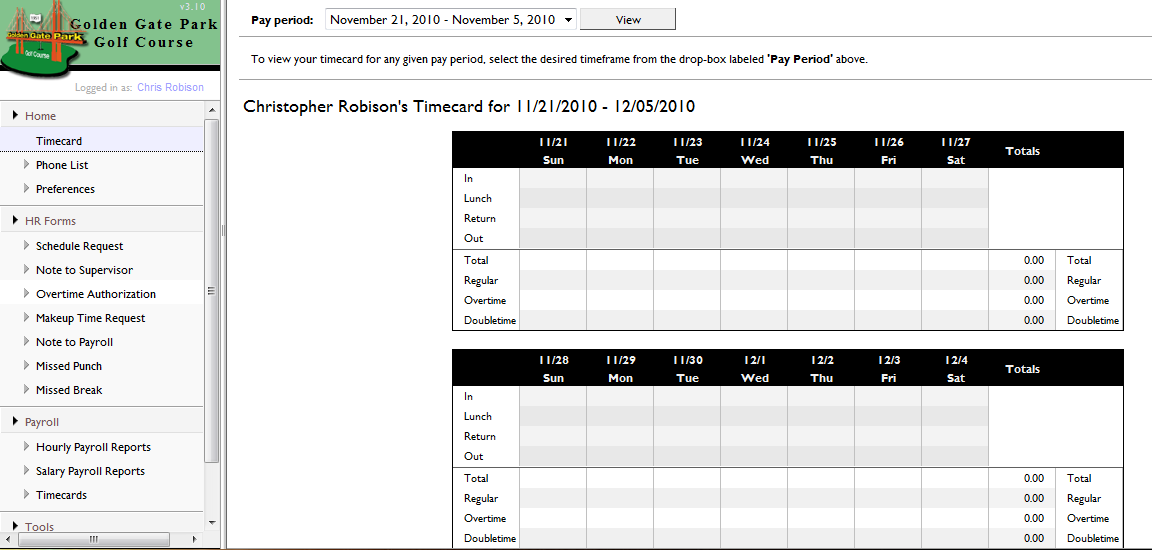 v3.10
Golden Gate Park
Golf Course
Golden Gate Park
Golf Course
Logged in as: Chris Robison
Home
Timecard
Phone List
Preferences
HR Forms
Schedule Request
Note to Supervisor
Overtime Authorization
Makeup Time Request
Note to Payroll
Missed Punch
Missed Break
Payroll
Hourly Payroll Reports
Salary Payroll Reports
Timecards
Tools
Pay period: November 21, 2010 - November 5, 2010 View
To view your timecard for any given pay period, select the desired timeframe from the drop-box labeled 'Pay Period' above.
Christopher Robison's Timecard for 11/21/2010 - 12/05/2010
11/21 11/22 11/23 11/24 11/25 11/26 11/27
Sun Mon Tue Wed Thu Fri Sat Totals
In
Lunch
Return
Out
Total 0.00 Total
Regular 0.00 Regular
Overtime 0.00 Overtime
Doubletime 0.00 Doubletime
11/28 11/29 11/30 12/1 12/2 12/3 12/4
Sun Mon Tue Wed Thu Fri Sat Totals
In
Lunch
Return
Out
Total 0.00 Total
Regular 0.00 Regular
Overtime 0.00 Overtime
Doubletime 0.00 Doubletime